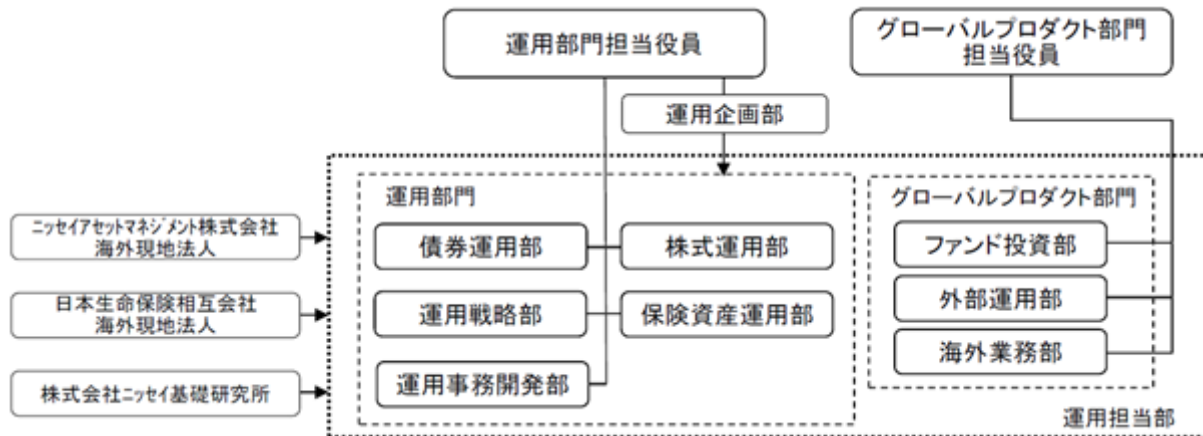 運用部門担当役員
グローバルプロダクト部門
担当役員
運用企画部
運用部門
グローバルプロダクト部門
ニッセイアセットマネジメント株式会社
海外現地法人
債券運用部
株式運用部
ファンド投資部
日本生命保険相互会社
海外現地法人
運用戦略部
保険資産運用部
外部運用部
海外業務部
株式会社ニッセイ基礎研究所
運用事務開発部
運用担当部